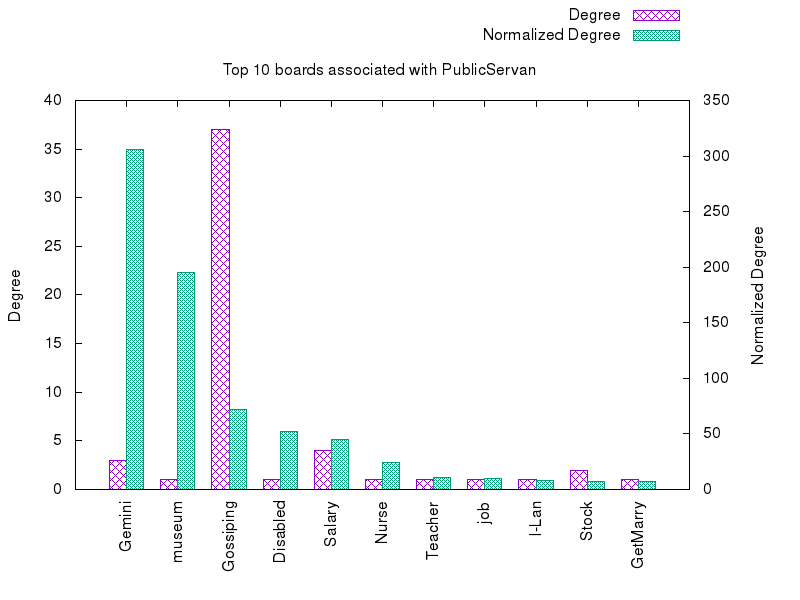 Degree
Normalized Degree
Top 10 boards associated with PublicServan
40
35
30
25
20
15
10
5
0
350
300
250
200
150
100
50
0
Degree
Normalized Degree
Gemini
museum
Gossiping
Disabled
Salary
Nurse
Teacher
job
I-Lan
Stock
GetMarry